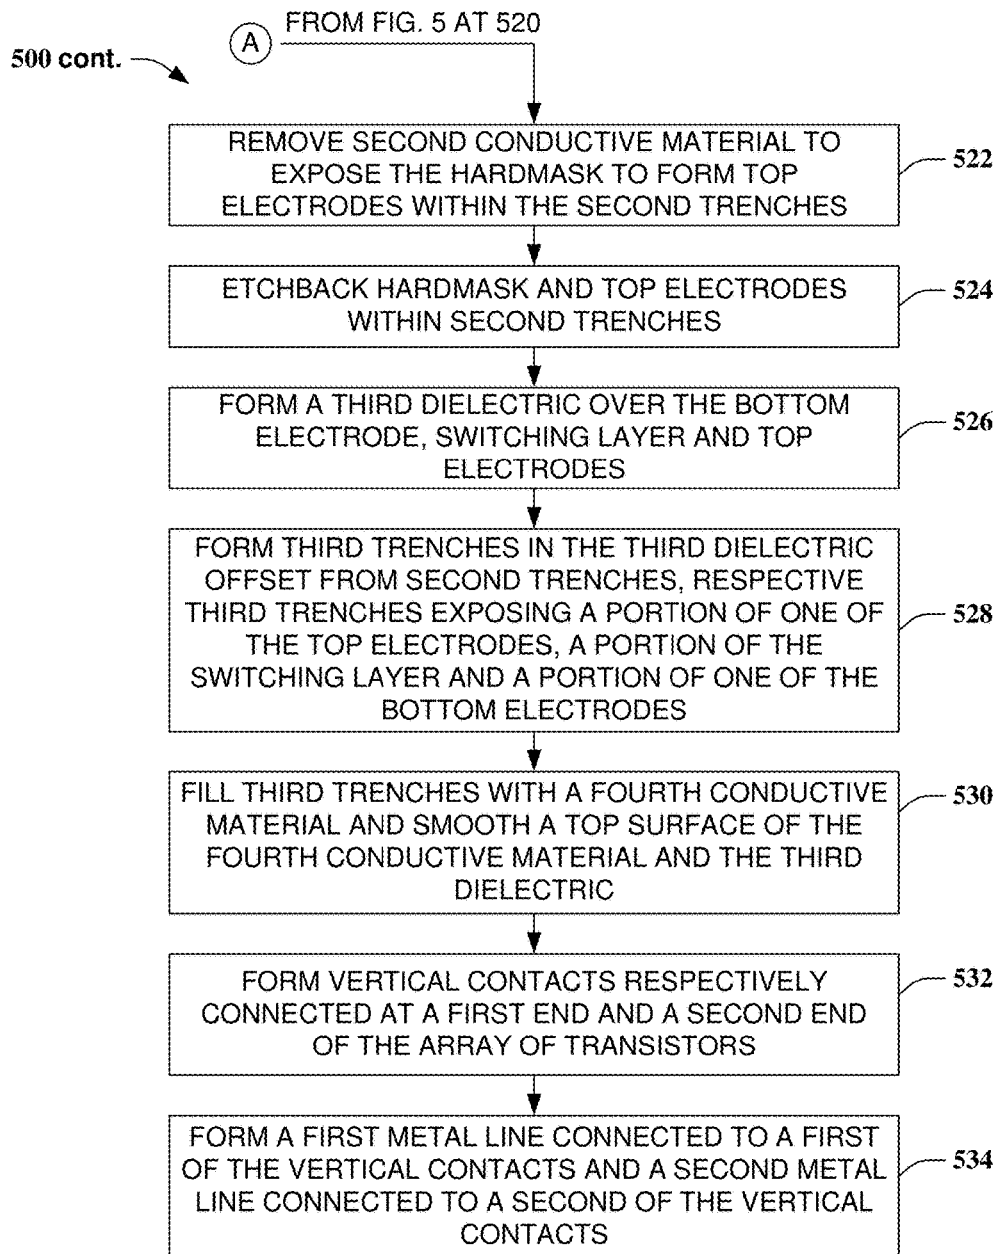 FROM FIG. 5 AT 520
A
500 cont.
REMOVE SECOND CONDUCTIVE MATERIAL TO
EXPOSE THE HARDMASK TO FORM TOP
ELECTRODES WITHIN THE SECOND TRENCHES
522
ETCHBACK HARDMASK AND TOP ELECTRODES
WITHIN SECOND TRENCHES
524
FORM A THIRD DIELECTRIC OVER THE BOTTOM
ELECTRODE, SWITCHING LAYER AND TOP
ELECTRODES
526
FORM THIRD TRENCHES IN THE THIRD DIELECTRIC
OFFSET FROM SECOND TRENCHES, RESPECTIVE
THIRD TRENCHES EXPOSING A PORTION OF ONE OF
THE TOP ELECTRODES, A PORTION OF THE
SWITCHING LAYER AND A PORTION OF ONE OF THE
BOTTOM ELECTRODES
528
FILL THIRD TRENCHES WITH A FOURTH CONDUCTIVE
MATERIAL AND SMOOTH A TOP SURFACE OF THE
FOURTH CONDUCTIVE MATERIAL AND THE THIRD
DIELECTRIC
530
FORM VERTICAL CONTACTS RESPECTIVELY
CONNECTED AT A FIRST END AND A SECOND END
OF THE ARRAY OF TRANSISTORS
532
FORM A FIRST METAL LINE CONNECTED TO A FIRST
OF THE VERTICAL CONTACTS AND A SECOND METAL
LINE CONNECTED TO A SECOND OF THE VERTICAL
CONTACTS
534